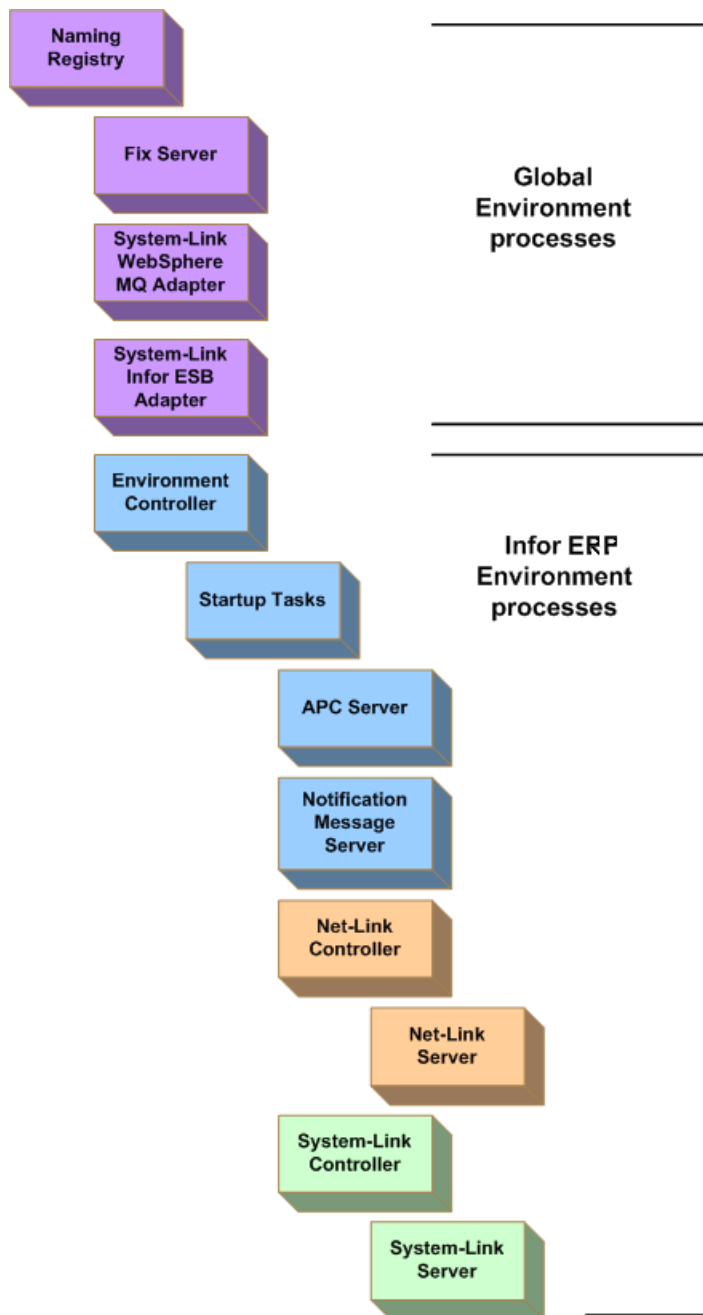 Naming
Registry
Fix Server
Global
Environment
processes
System-Link
WebSphere
MQ Adapter
System-Link
Infor ESB
Adapter
Environment
Controller
Infor ERP
Environment
processes
Startup Tasks
APC Server
Notification
Message
Server
Net-Link
Controller
Net-Link
Server
System-Link
Controller
System-Link
Server